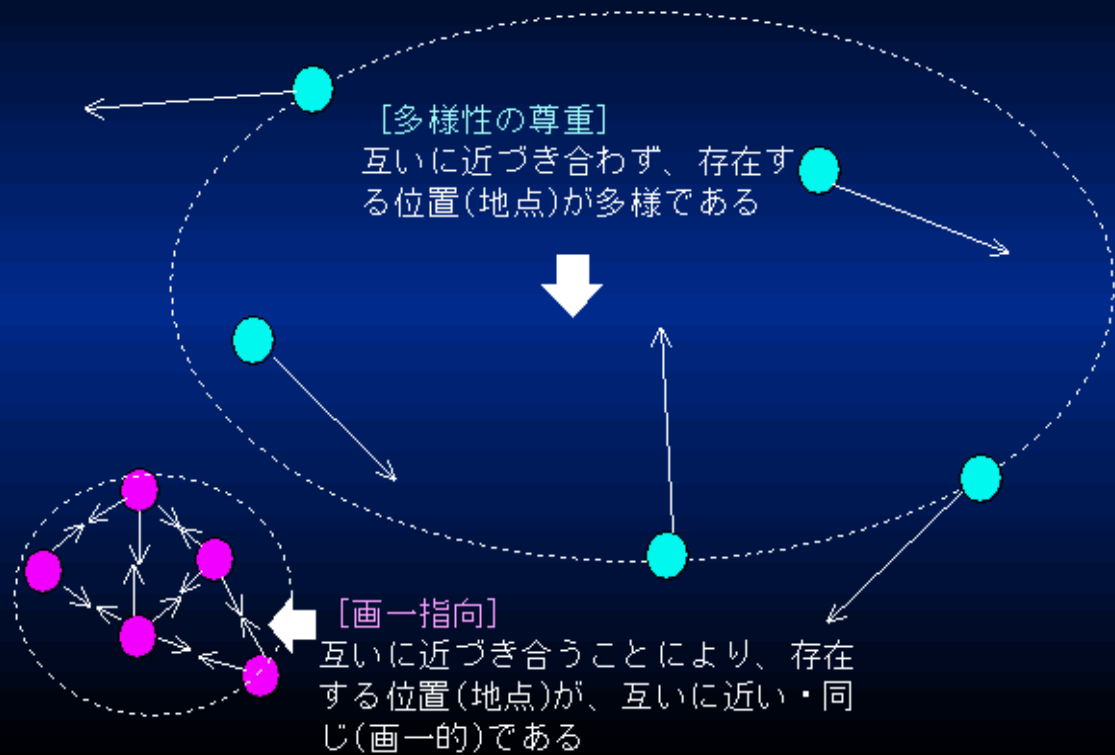 [多様性の尊重]
互いに近づき合わず、存在す
る位置(地点)が多様である
[画一指向]
互いに近づき合うことにより、存在
する位置(地点)が、互いに近い・同
じ(画一的)である